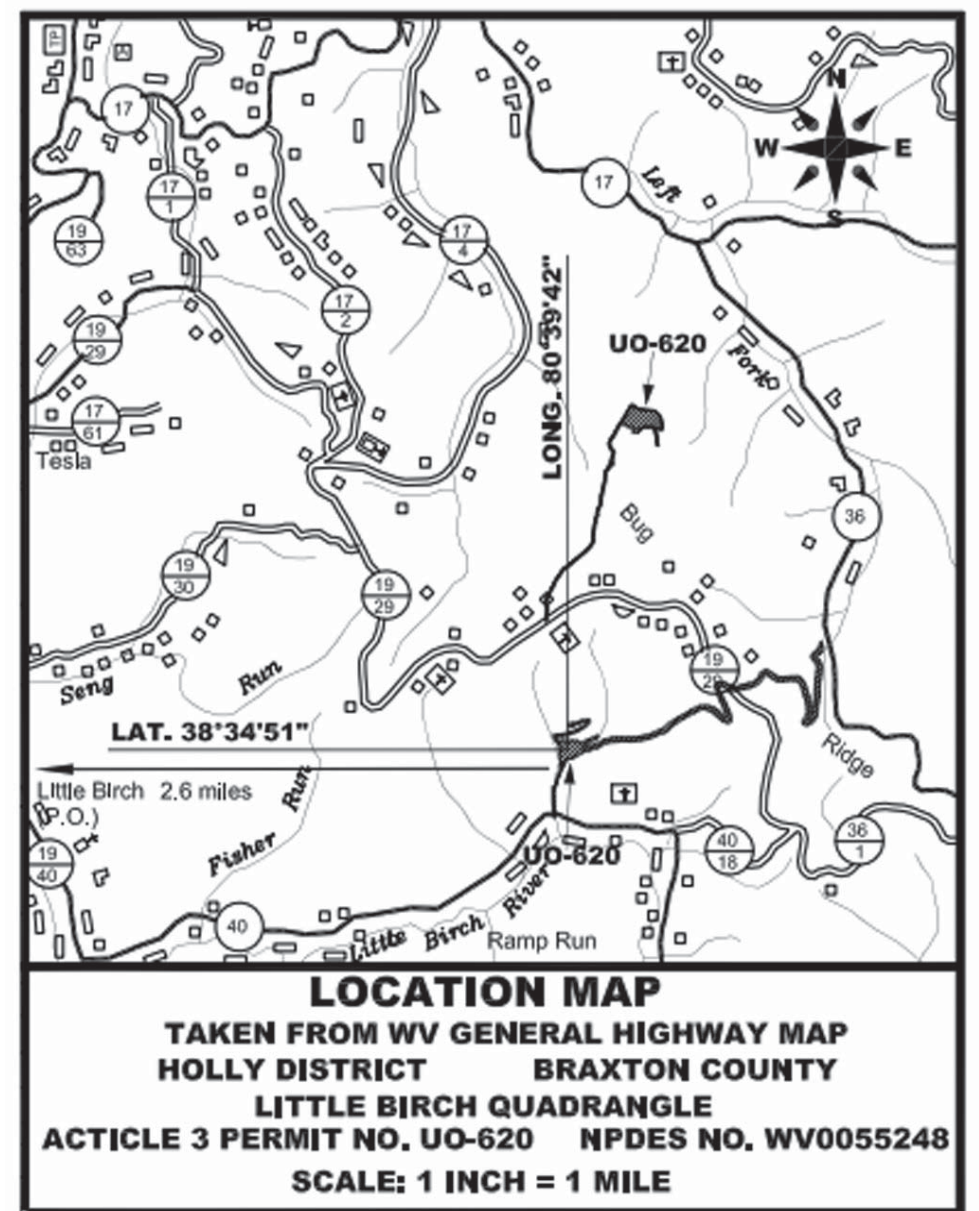 TP
17
N
W
E
S
17
Left
17
1
19
63
17
4
17
2
LONG. 80°39'42"
UO-620
Fork
19
29
17
61
Tesla
36
Bug
19
30
19
29
19
29
Seng
Run
LAT. 38°34'51"
Ridge
Little Birch 2.6 miles
(P.O.)
Run
Fisher
19
40
UO-620
40
18
36
1
40
Little Birch River
Ramp Run
LOCATION MAP
TAKEN FROM WV GENERAL HIGHWAY MAP
HOLLY DISTRICT BRAXTON COUNTY
LITTLE BIRCH QUADRANGLE
ACTICLE 3 PERMIT NO. UO-620 NPDES NO. WV0055248
SCALE: 1 INCH = 1 MILE